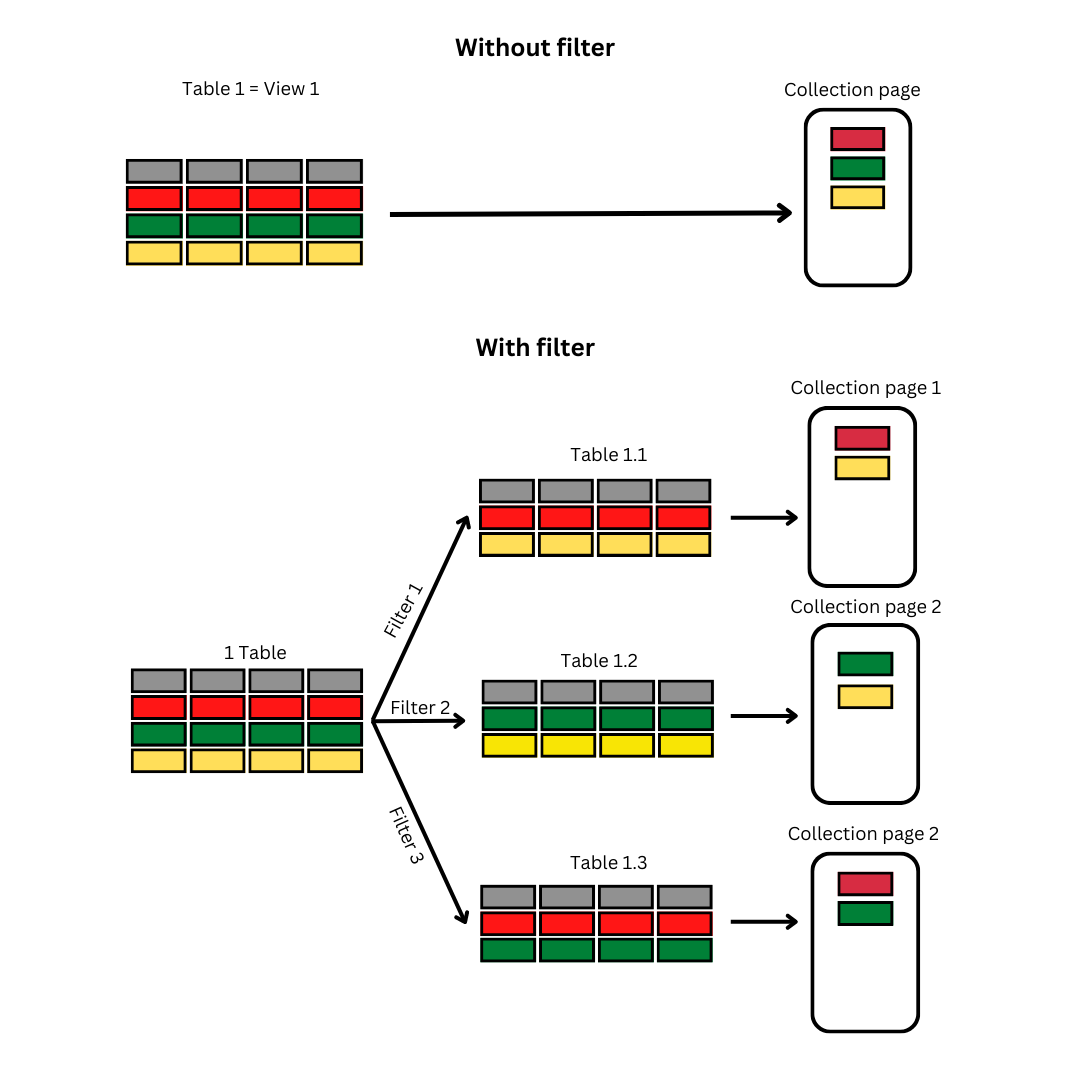 Without filter
Table 1 = View 1
Collection page
With filter
Collection page 1
Table 1.1
Filter 1
Collection page 2
1 Table
Table 1.2
Filter 2
Filter 3
Collection page 2
Table 1.3